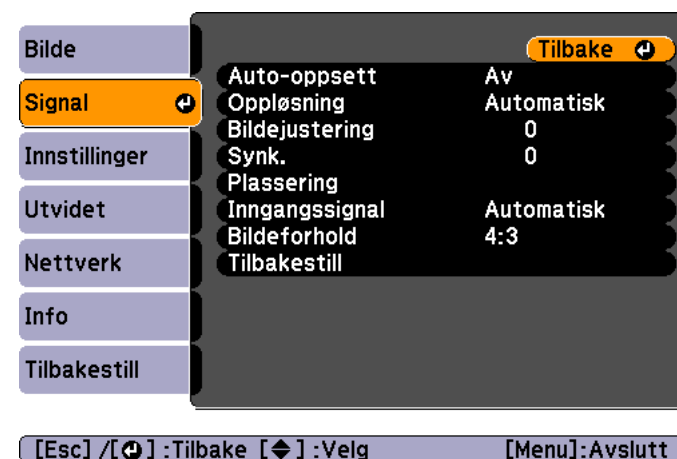 Bilde
Signal
Innstillinger
Utvidet
Nettverk
Info
Tilbakestill
Tilbake
Auto-oppsett Av
Oppløsning Automatisk
Bildejustering 0
Synk. 0
Plassering
Inngangssignal Automatisk
Bildeforhold 4:3
Tilbakestill
[Esc] /[⏎] :Tilbake [◆] :Velg [Menu]:Avslutt